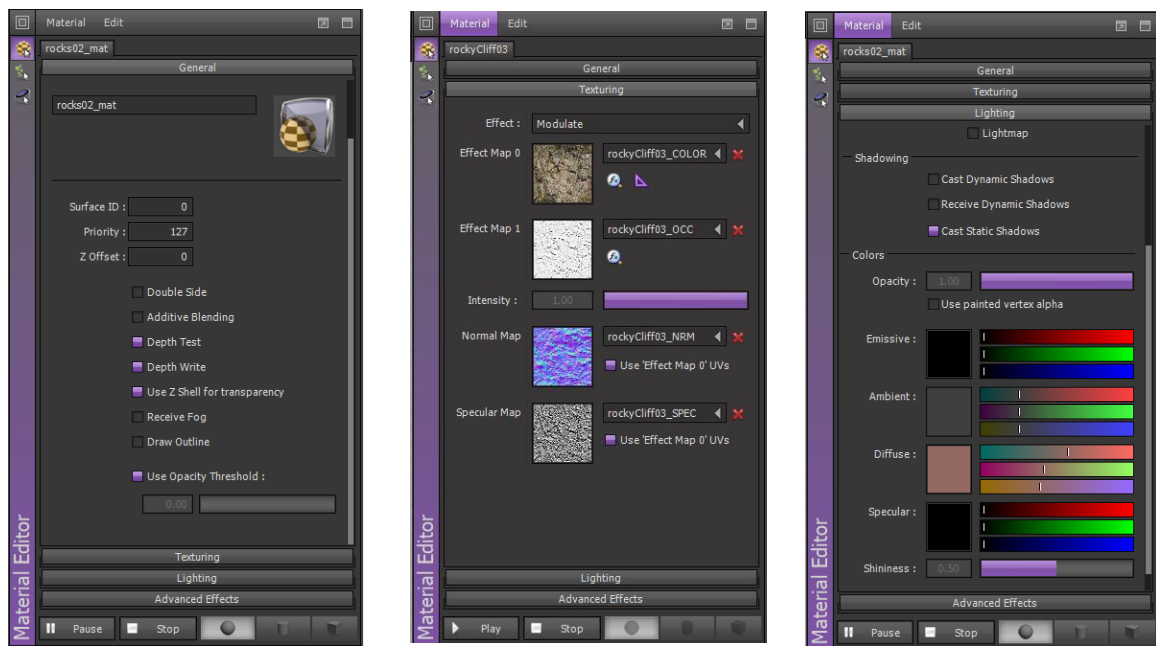 Material Edit
rocks02_mat
General
rocks02_mat
Surface ID : 0
Priority : 127
Z Offset : 0
Double Side
Additive Blending
Depth Test
Depth Write
Use Z Shell for transparency
Receive Fog
Draw Outline
Use Opacity Threshold :
0.00
Texturing
Lighting
Advanced Effects
Pause Stop
Material Editor
Material Edit
rockyCliff03
General
Texturing
Effect : Modulate
Effect Map 0 rockyCliff03_COLOR
Effect Map 1 rockyCliff03_OCC
Intensity : 1.00
Normal Map rockyCliff03_NRM
Use 'Effect Map 0' UVs
Specular Map rockyCliff03_SPEC
Use 'Effect Map 0' UVs
Lighting
Advanced Effects
Play Stop
Material Editor
Material Edit
rocks02_mat
General
Texturing
Lighting
Lightmap
Shadowing
Cast Dynamic Shadows
Receive Dynamic Shadows
Cast Static Shadows
Colors
Opacity : 1.00
Use painted vertex alpha
Emissive :
Ambient :
Diffuse :
Specular :
Shininess : 0.50
Advanced Effects
Pause Stop
Material Editor